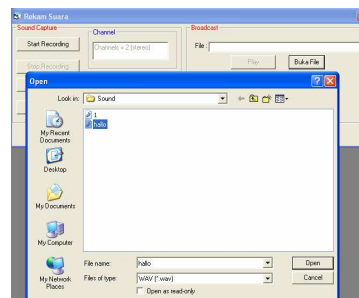 Rekam Suara
Sound Capture
Channel
Broadcast
Start Recording
Channels = 2 (stereo)
File :
Stop Recording
Play
Buka File
Open
Look in:
Sound
1
hallo
My Recent
Documents
Desktop
My Documents
My Computer
My Network
Places
File name:
hallo
Open
Files of type:
WAV (*.wav)
Cancel
Open as read-only